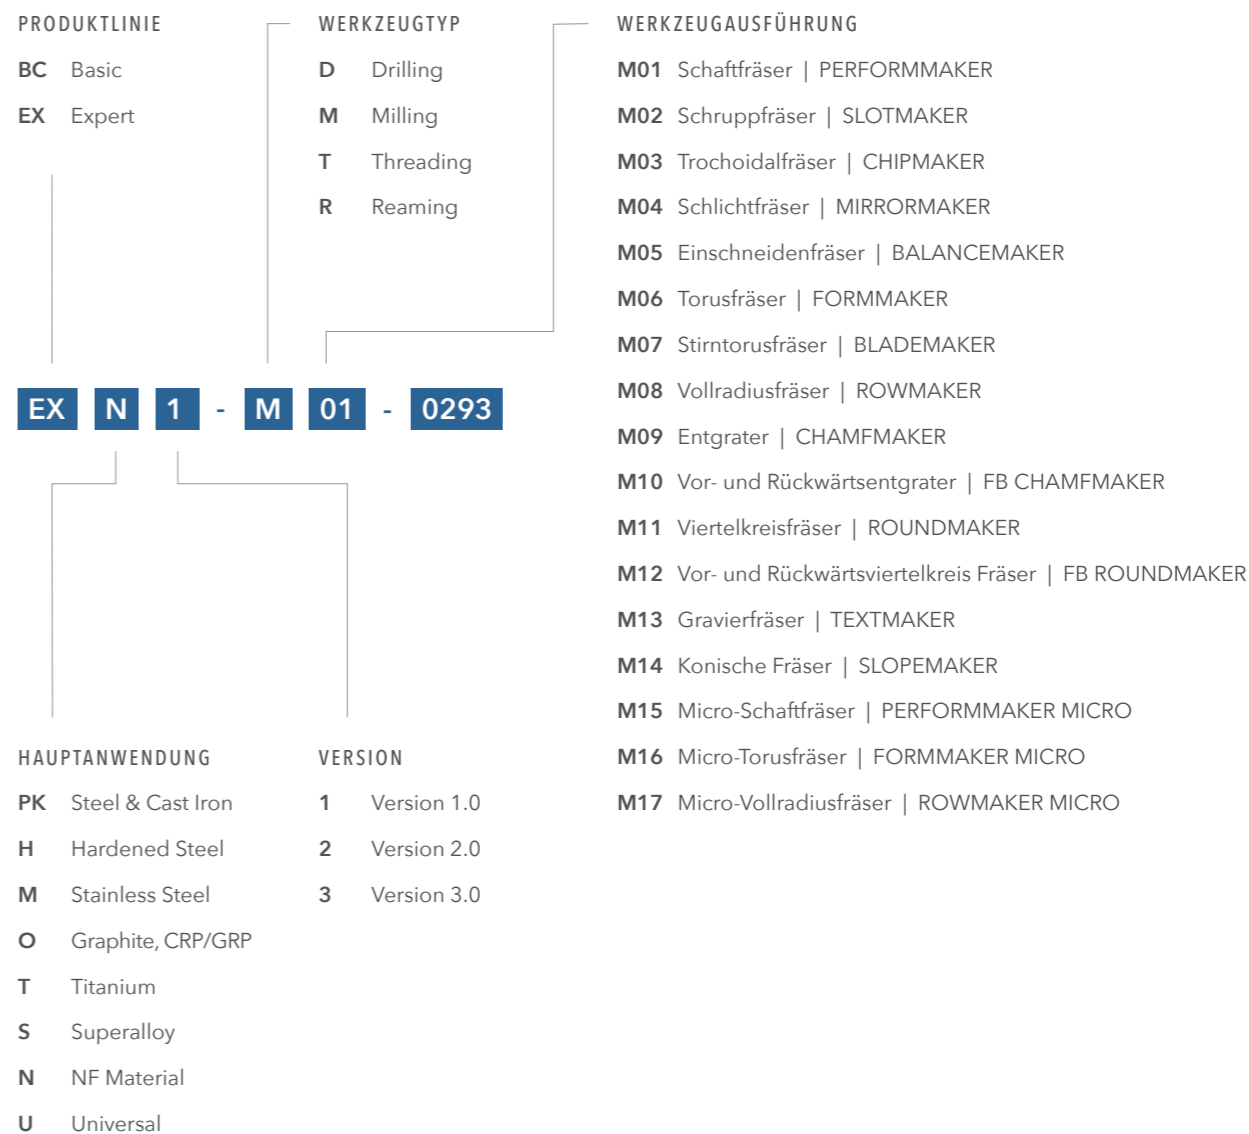 PRODUKTLINIE
BC Basic
EX Expert
WERKZEUGTYP
D Drilling
M Milling
T Threading
R Reaming
WERKZEUGAUSFÜHRUNG
M01 Schaftfräser | PERFORMMAKER
M02 Schruppfräser | SLOTMAKER
M03 Trochoidalfräser | CHIPMAKER
M04 Schlichtfräser | MIRRORMAKER
M05 Einschneidenfräser | BALANCEMAKER
M06 Torusfräser | FORMMAKER
M07 Stirntorusfräser | BLADEMAKER
M08 Vollradiusfräser | ROWMAKER
M09 Entgrater | CHAMFMAKER
M10 Vor- und Rückwärtsentgrater | FB CHAMFMAKER
M11 Viertelkreisfräser | ROUNDMAKER
M12 Vor- und Rückwärtsviertelkreis Fräser | FB ROUNDMAKER
M13 Gravierfräser | TEXTMAKER
M14 Konische Fräser | SLOPEMAKER
M15 Micro-Schaftfräser | PERFORMMAKER MICRO
M16 Micro-Torusfräser | FORMMAKER MICRO
M17 Micro-Vollradiusfräser | ROWMAKER MICRO
EX N 1 - M 01 - 0293
HAUPTANWENDUNG
PK Steel & Cast Iron
H Hardened Steel
M Stainless Steel
O Graphite, CRP/GRP
T Titanium
S Superalloy
N NF Material
U Universal
VERSION
1 Version 1.0
2 Version 2.0
3 Version 3.0